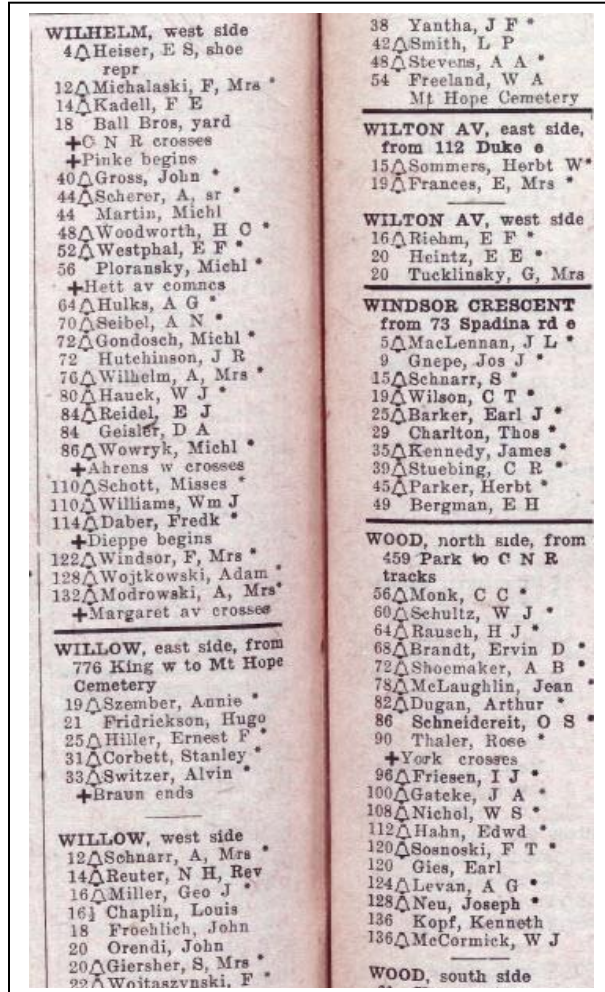 WILHELM, west side
4△Heiser, E S, shoe
repr
12△Michalaski, F, Mrs *
14△Kadell, F E
18 Ball Bros, yard
+C N R crosses
+Pinke begins
40△Gross, John *
44△Scherer, A, sr *
44 Martin, Michl
48△Woodworth, H C *
52△Westphal, E F *
56 Ploransky, Michl *
+Hett av comncs
64△Hulks, A G *
70△Seibel, A N *
72△Gondosch, Michl *
72 Hutchinson, J R
76△Wilhelm, A, Mrs *
80△Hauck, W J *
84△Reidel, E J
84 Geisler, D A
86△Wowryk, Michl *
+Ahrens w crosses
110△Schott, Misses *
110△Williams, Wm J
114△Daber, Fredk *
+Dieppe begins
122△Windsor, F, Mrs *
128△Wojtkowski, Adam *
132△Modrowski, A, Mrs*
+Margaret av crosses
WILLOW, east side, from
776 King w to Mt Hope
Cemetery
19△Szember, Annie *
21 Fridrickson, Hugo
25△Hiller, Ernest F *
31△Corbett, Stanley *
33△Switzer, Alvin *
+Braun ends
WILLOW, west side
12△Schnarr, A, Mrs *
14△Reuter, N H, Rev
16△Miller, Geo J *
16½ Chaplin, Louis
18 Froehlich, John
20 Orendi, John
20△Giersher, S, Mrs *
22△Wojtaszynski, F *
38 Yantha, J F *
42△Smith, L P
48△Stevens, A A *
54 Freeland, W A
Mt Hope Cemetery
WILTON AV, east side,
from 112 Duke e
15△Sommers, Herbt W*
19△Frances, E, Mrs *
WILTON AV, west side
16△Riehm, E F *
20 Heintz, E E *
20 Tucklinsky, G, Mrs
WINDSOR CRESCENT
from 73 Spadina rd e
5△MacLennan, J L *
9 Gnepe, Jos J *
15△Schnarr, S *
19△Wilson, C T *
25△Barker, Earl J *
29 Charlton, Thos *
35△Kennedy, James *
39△Stuebing, C R *
45△Parker, Herbt *
49 Bergman, E H
WOOD, north side, from
459 Park to C N R
tracks
56△Monk, C C *
60△Schultz, W J *
64△Rausch, H J *
68△Brandt, Ervin D *
72△Shoemaker, A B *
78△McLaughlin, Jean *
82△Dugan, Arthur *
86 Schneidereit, O S *
90 Thaler, Rose *
+York crosses
96△Friesen, I J *
100△Gatcke, J A *
108△Nichol, W S *
112△Hahn, Edwd *
120△Sosnoski, F T *
120 Gies, Earl
124△Levan, A G *
128△Neu, Joseph *
136 Kopf, Kenneth
136△McCormick, W J
WOOD, south side